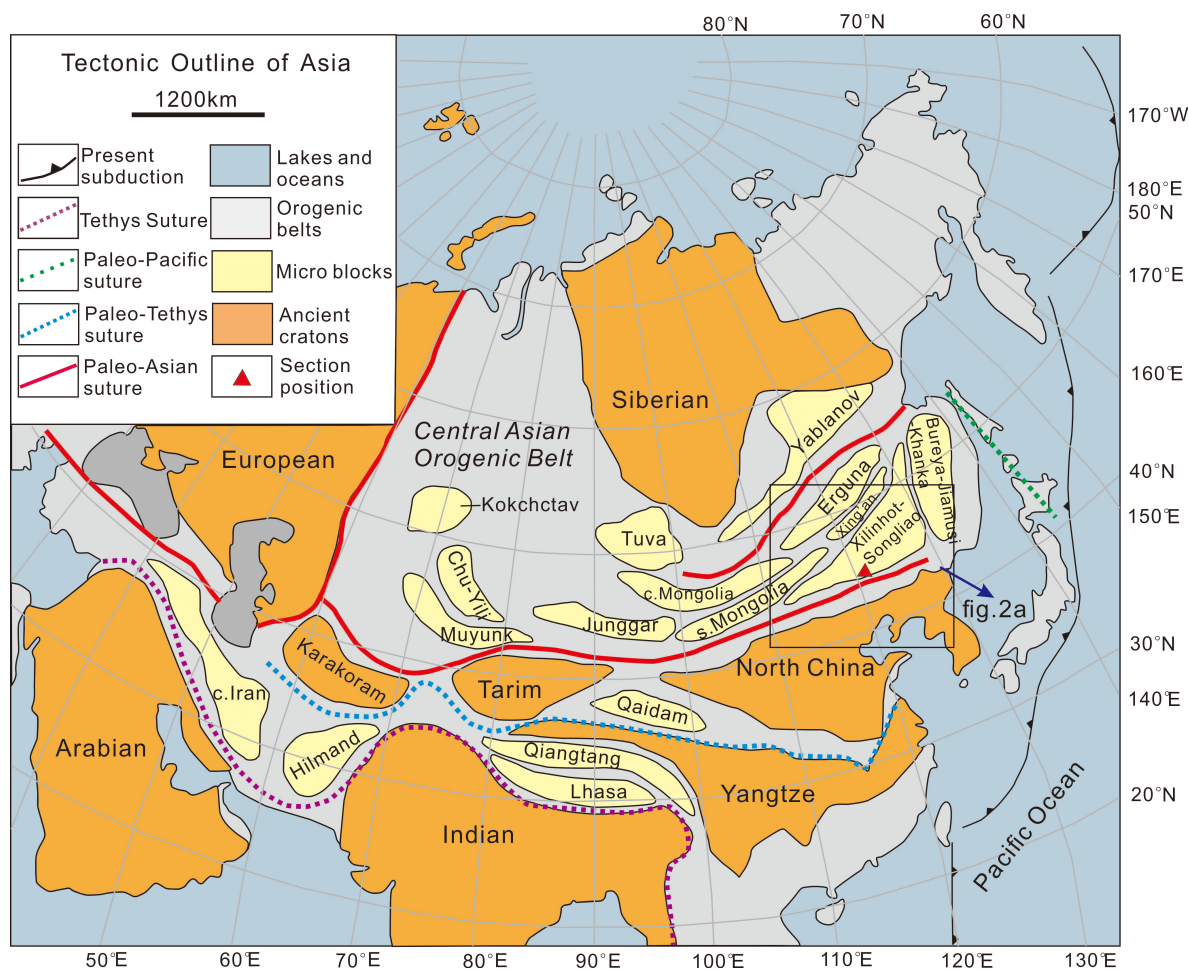 80°N
70°N
60°N
Tectonic Outline of Asia
1200km
Present
subduction
Lakes and
oceans
Tethys Suture
Orogenic
belts
Paleo-Pacific
suture
Micro blocks
Paleo-Tethys
suture
Ancient
cratons
Paleo-Asian
suture
Section
position
170°W
180°E
50°N
170°E
160°E
40°N
150°E
30°N
140°E
20°N
Siberian
Central Asian
Orogenic Belt
European
Kokchctav
Yablanov
Bureya-Jiamusi
Khanka
Erguna
Xing'an
Xilinhot-
Songliao
Tuva
c.Mongolia
s.Mongolia
Chu-Yili
Muyunk
Junggar
fig.2a
Karakoram
Tarim
North China
c.Iran
Qaidam
Arabian
Hilmand
Qiangtang
Lhasa
Yangtze
Indian
Pacific Ocean
50°E
60°E
70°E
80°E
90°E
100°E
110°E
120°E
130°E